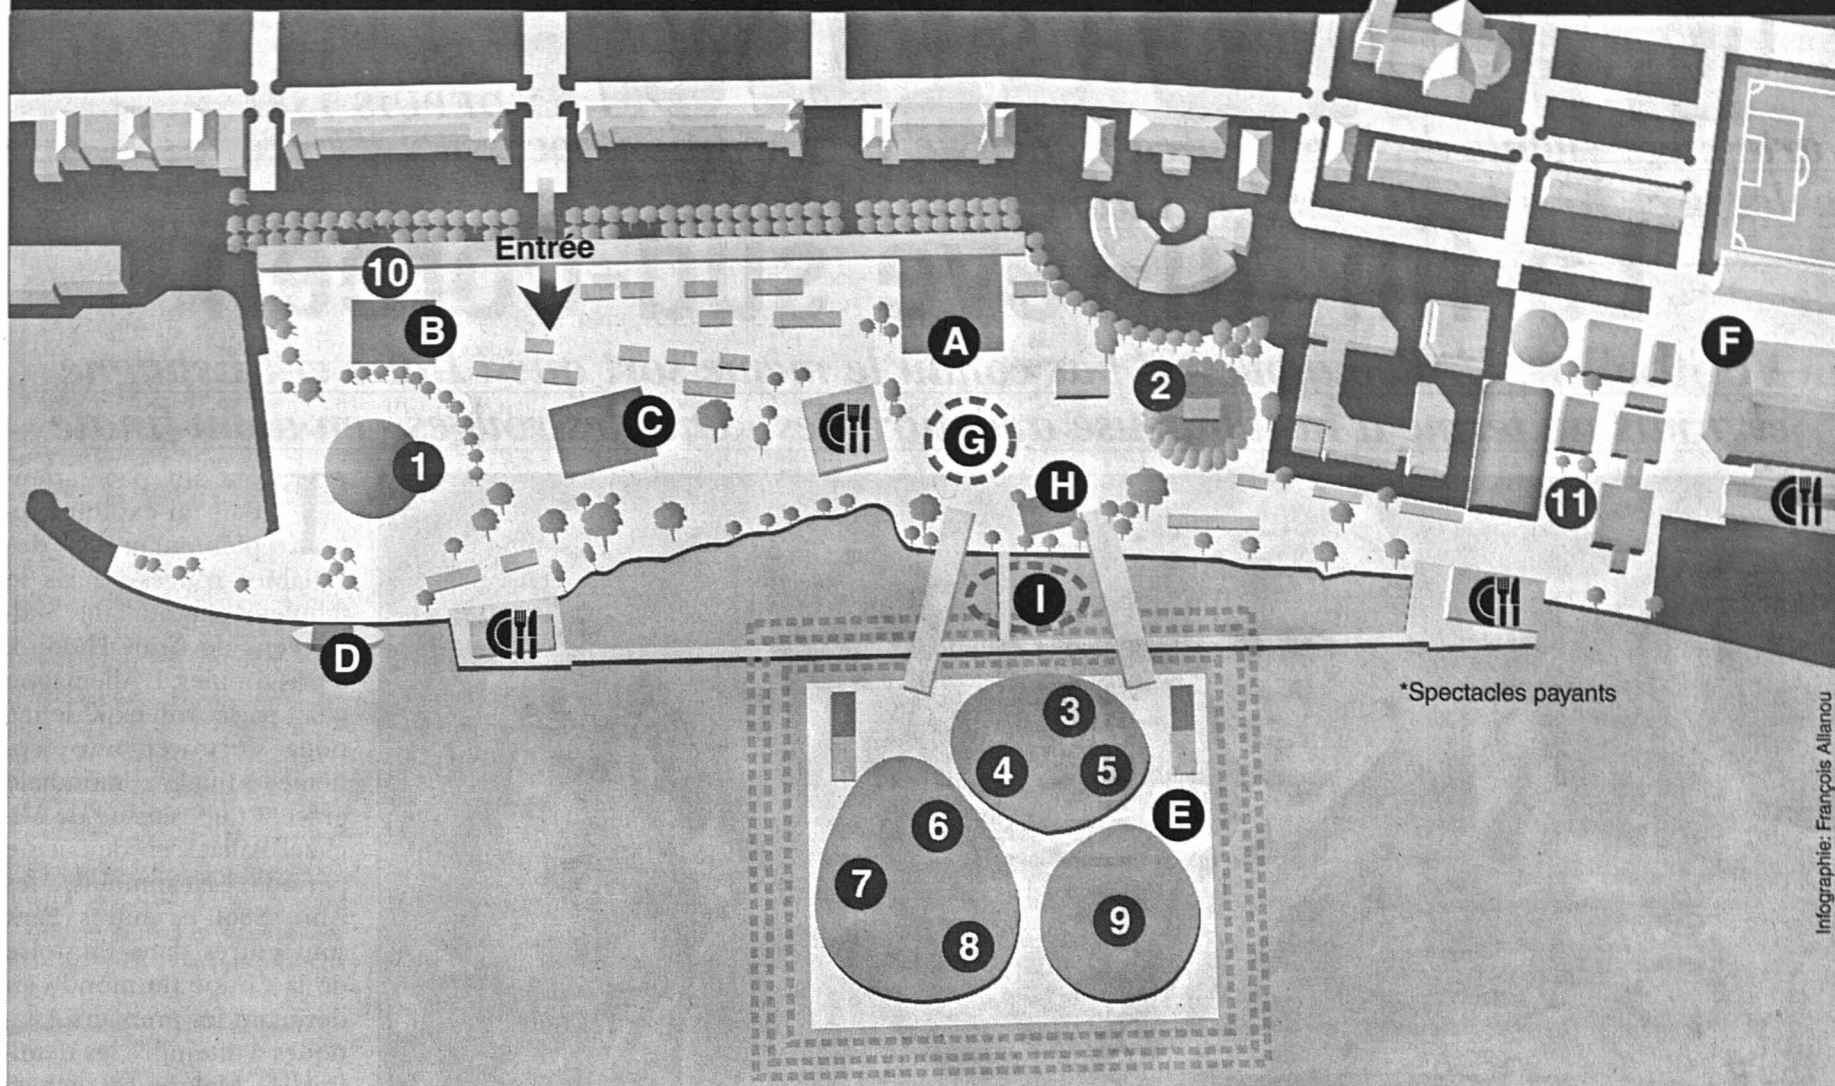 10
Entrée
B
A
F
2
C
G
1
H
11
I
D
*Spectacles payants
3
4
5
E
6
7
9
8
Infographie: François Allanou